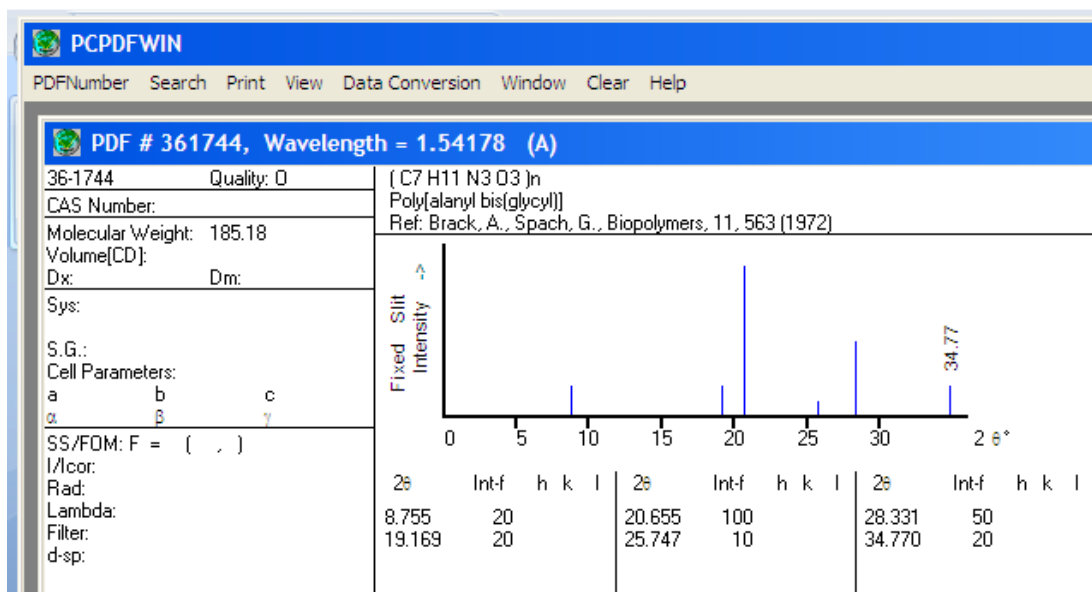 PCPDFWIN
PDFNumber Search Print View Data Conversion Window Clear Help
PDF # 361744, Wavelength = 1.54178 (A)
36-1744 Quality: O
CAS Number:
Molecular Weight: 185.18
Volume[CD]:
Dx: Dm:
Sys:
S.G.:
Cell Parameters:
a b c
α β γ
SS/FOM: F = ( , )
I/Icor:
Rad:
Lambda:
Filter:
d-sp:
( C7 H11 N3 O3 )n
Poly[alanyl bis(glycyl)]
Ref: Brack, A., Spach, G., Biopolymers, 11, 563 (1972)
Fixed Slit
Intensity ->
34.77
0 5 10 15 20 25 30 2 θ°
2θ Int-f h k l 2θ Int-f h k l 2θ Int-f h k l
8.755 20 20.655 100 28.331 50
19.169 20 25.747 10 34.770 20